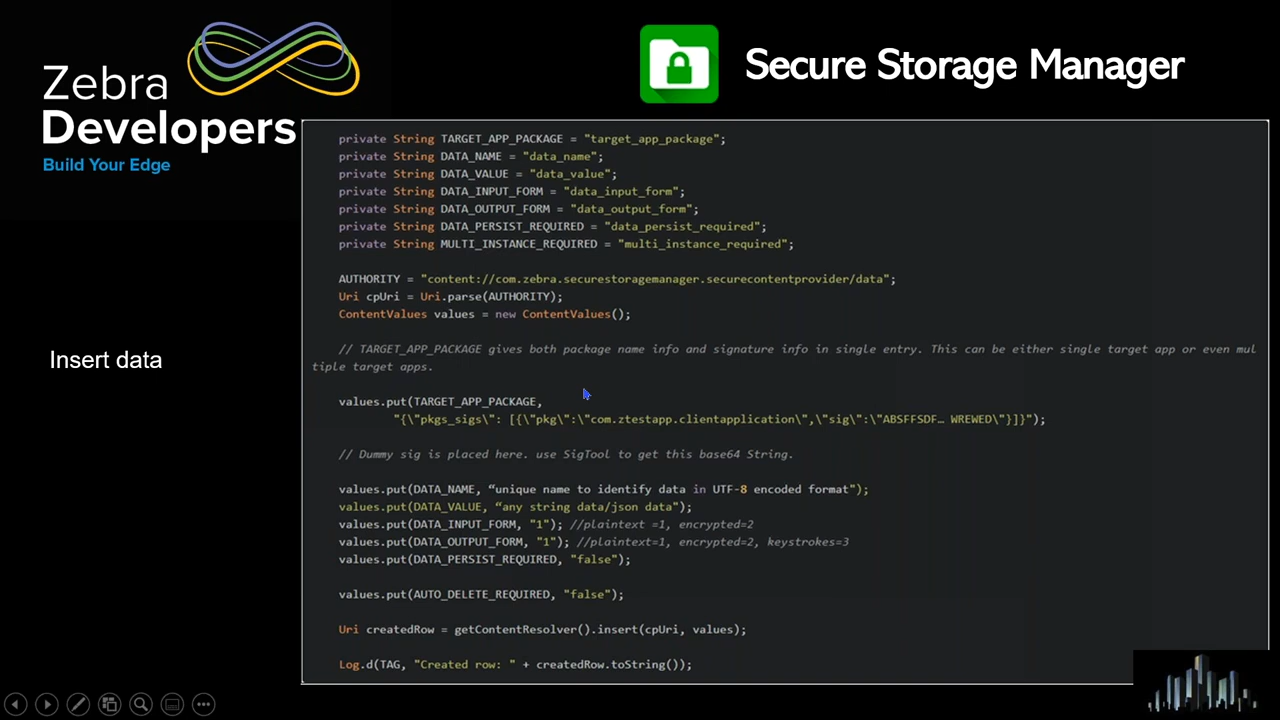 Zebra
Developers
Build Your Edge
Secure Storage Manager
Insert data
private String TARGET_APP_PACKAGE = "target_app_package";
private String DATA_NAME = "data_name";
private String DATA_VALUE = "data_value";
private String DATA_INPUT_FORM = "data_input_form";
private String DATA_OUTPUT_FORM = "data_output_form";
private String DATA_PERSIST_REQUIRED = "data_persist_required";
private String MULTI_INSTANCE_REQUIRED = "multi_instance_required";
AUTHORITY = "content://com.zebra.securestoragemanager.securecontentprovider/data";
Uri cpUri = Uri.parse(AUTHORITY);
ContentValues values = new ContentValues();
// TARGET_APP_PACKAGE gives both package name info and signature info in single entry. This can be either single target app or even mul
tiple target apps.
values.put(TARGET_APP_PACKAGE,
"{\"pkgs_sigs\": [{\"pkg\":\"com.ztestapp.clientapplication\",\"sig\":\"ABSFFSDF… WREWED\"}]}");
// Dummy sig is placed here. use SigTool to get this base64 String.
values.put(DATA_NAME, “unique name to identify data in UTF-8 encoded format");
values.put(DATA_VALUE, “any string data/json data");
values.put(DATA_INPUT_FORM, "1"); //plaintext =1, encrypted=2
values.put(DATA_OUTPUT_FORM, "1"); //plaintext=1, encrypted=2, keystrokes=3
values.put(DATA_PERSIST_REQUIRED, "false");
values.put(AUTO_DELETE_REQUIRED, "false");
Uri createdRow = getContentResolver().insert(cpUri, values);
Log.d(TAG, "Created row: " + createdRow.toString());